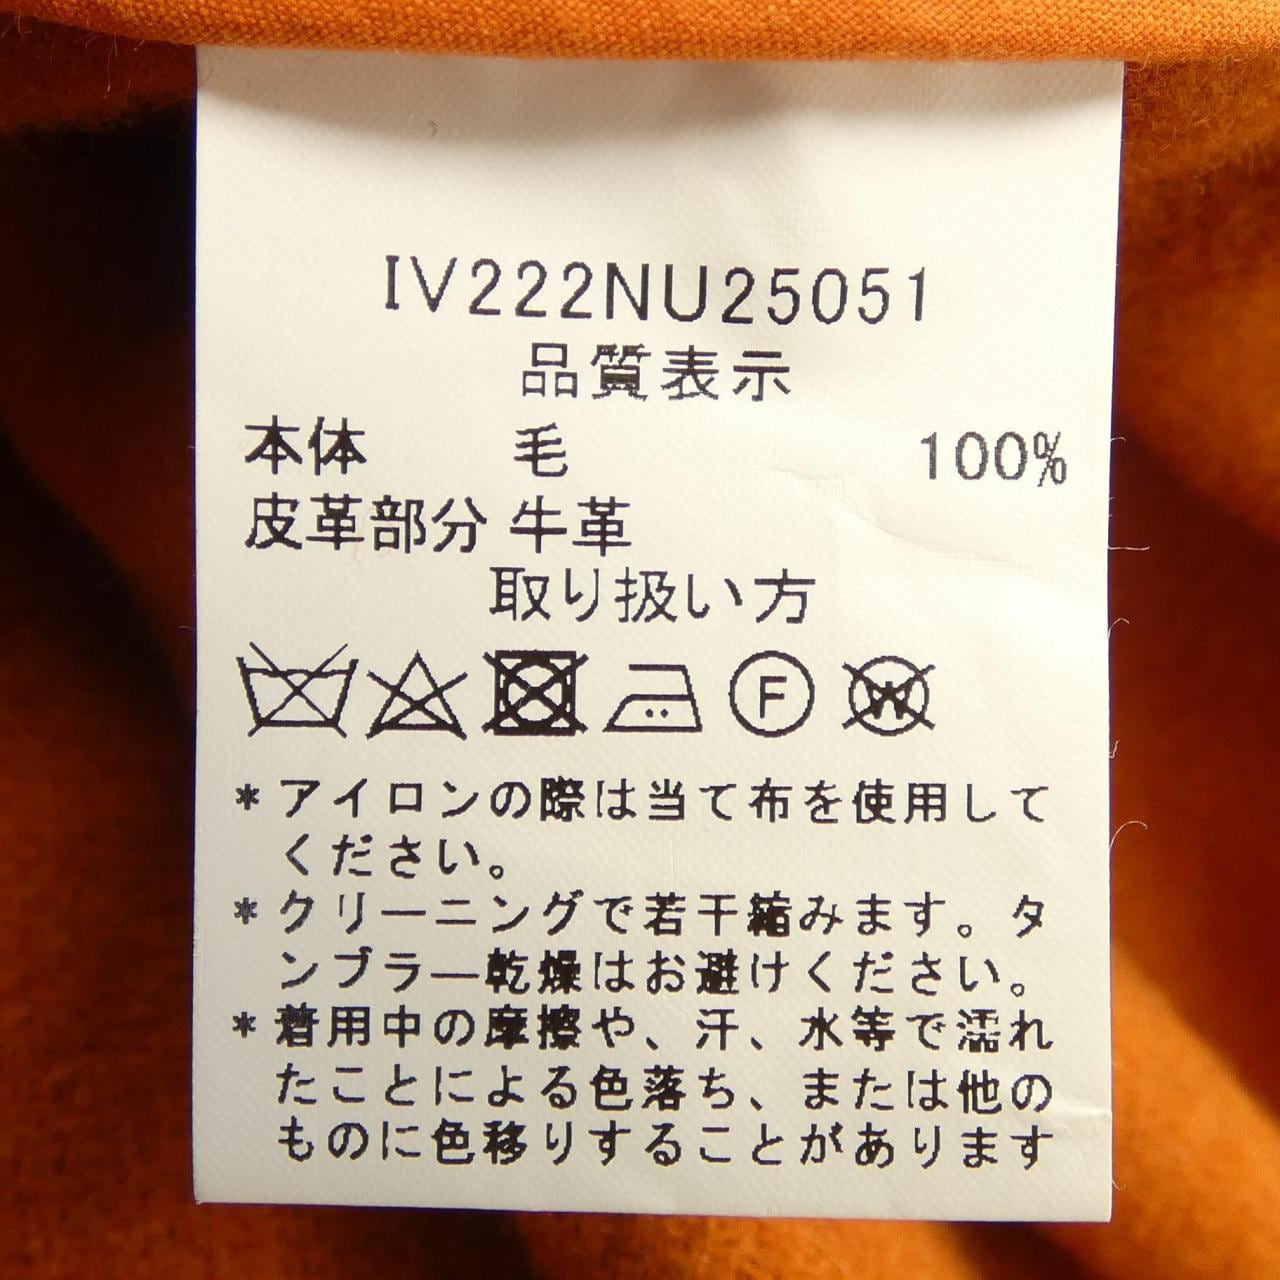 IV222NU25051
品質表示
本体 毛 100%
皮革部分 牛革
取り扱い方
F W
* アイロンの際は当て布を使用して
ください。
* クリーニングで若干縮みます。タ
ンブラー乾燥はお避けください。
* 着用中の摩擦や、汗、水等で濡れ
たことによる色落ち、または他の
ものに色移りすることがあります